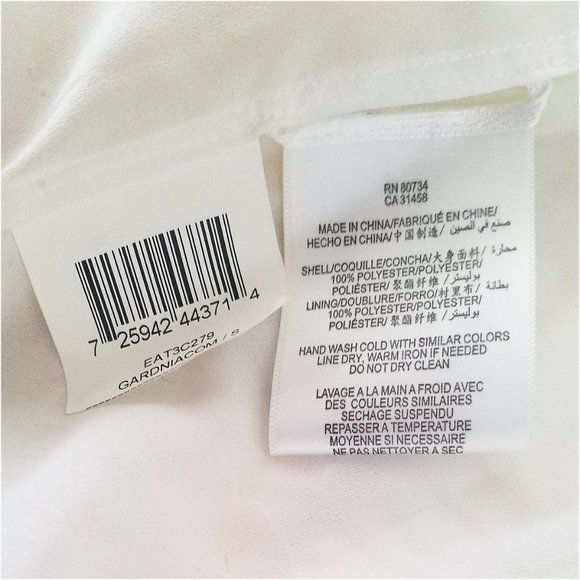 7 25942 44371 4
EAT3C279
GARDNIACOM / S
RN 80734
CA 31458
MADE IN CHINA/FABRIQUÉ EN CHINE/
HECHO EN CHINA/中国制造/ صنع في الصين
SHELL/COQUILLE/CONCHA/大身面料/ محارة
100% POLYESTER/POLYESTER/
POLIÉSTER/ 聚酯纤维 / بوليستر
LINING/DOUBLURE/FORRO/衬里布/ بطانة
100% POLYESTER/POLYESTER/
POLIÉSTER/ 聚酯纤维 / بوليستر
HAND WASH COLD WITH SIMILAR COLORS
LINE DRY, WARM IRON IF NEEDED
DO NOT DRY CLEAN
LAVAGE A LA MAIN A FROID AVEC
DES COULEURS SIMILAIRES
SECHAGE SUSPENDU
REPASSER A TEMPERATURE
MOYENNE SI NECESSAIRE
NE PAS NETTOYER A SEC